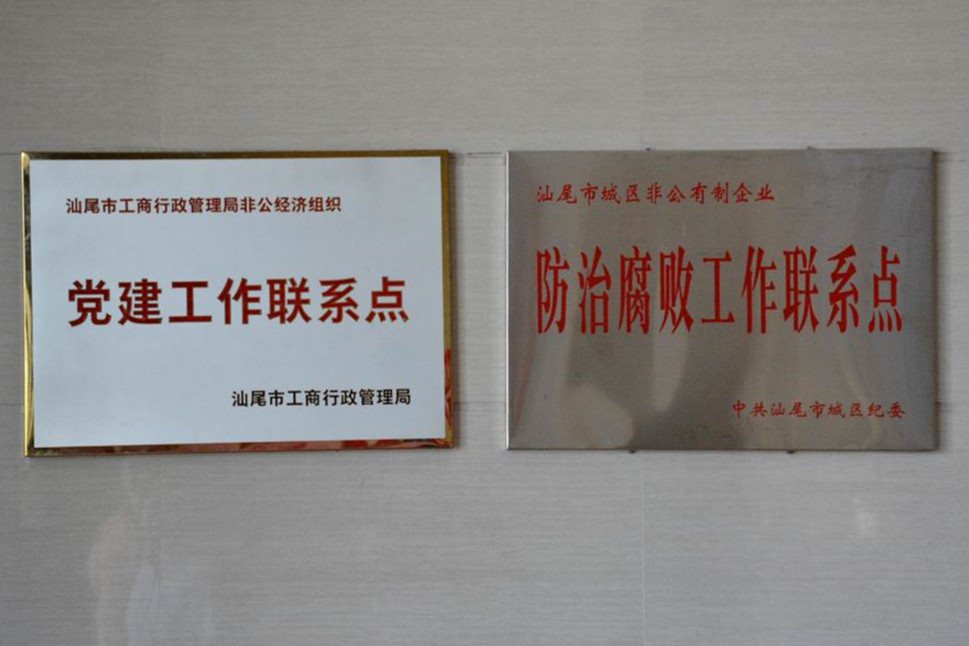 汕尾市工商行政管理局非公经济组织
党建工作联系点
汕尾市工商行政管理局
汕尾市城区非公有制企业
防治腐败工作联系点
中共汕尾市城区纪委